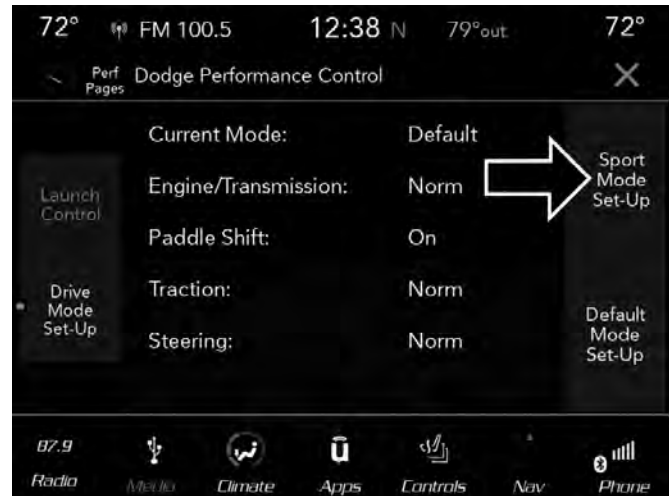 72° FM 100.5 12:38 N 79°out 72°
Perf
Pages
Dodge Performance Control
Current Mode: Default
Engine/Transmission: Norm
Paddle Shift: On
Traction: Norm
Steering: Norm
Launch
Control
Drive
Mode
Set-Up
Sport
Mode
Set-Up
Default
Mode
Set-Up
87.9
Radio Media Climate Apps Controls Nav Phone